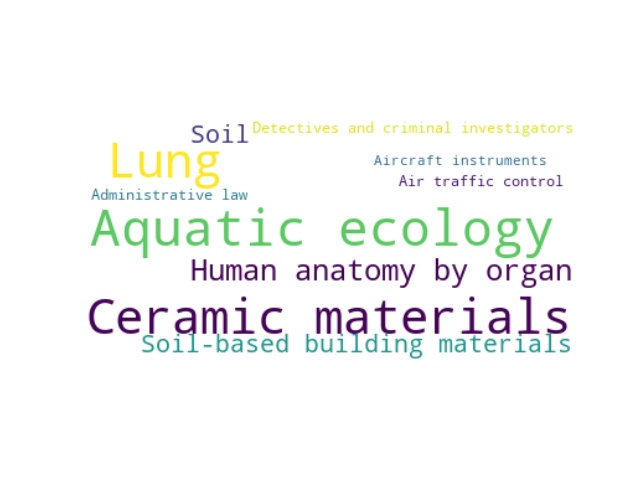 Detectives and criminal investigators
Soil
Lung
Aircraft instruments
Air traffic control
Administrative law
Aquatic ecology
Human anatomy by organ
Ceramic materials
Soil-based building materials